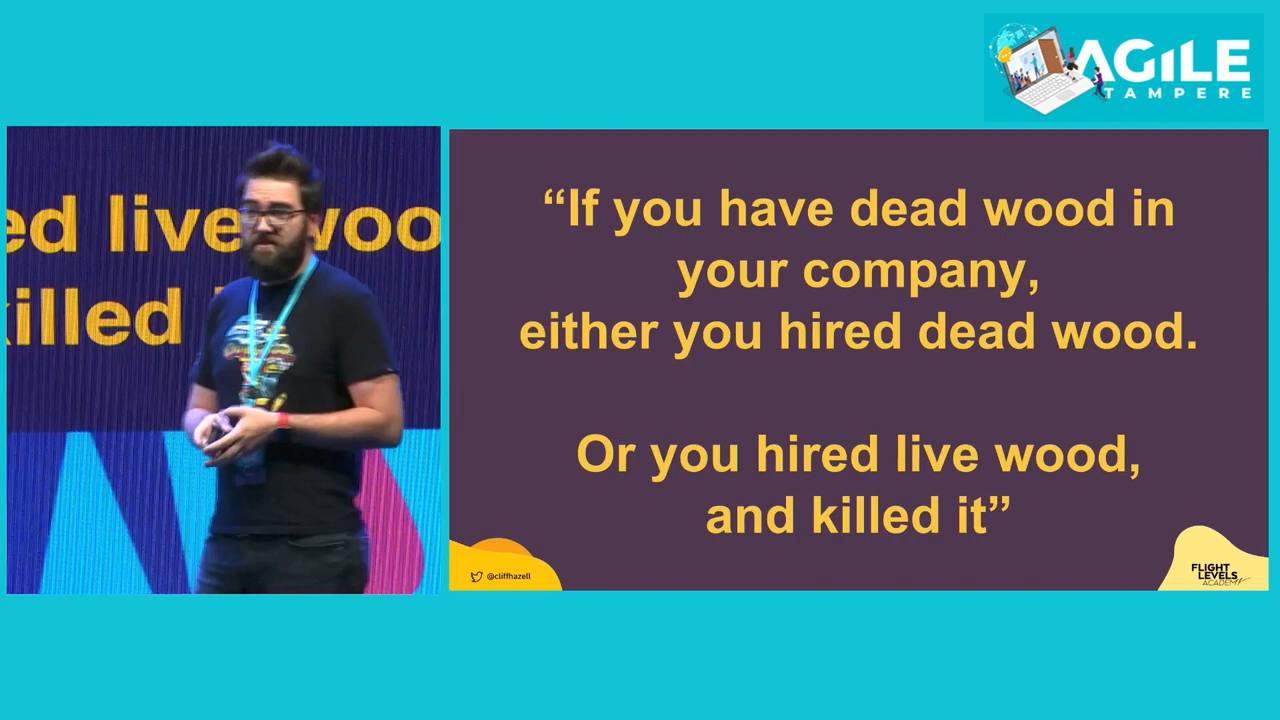 AGILE
TAMPERE
ed live woo
killed
“If you have dead wood in
your company,
either you hired dead wood.
Or you hired live wood,
and killed it”
@cliffhazell
FLIGHT
LEVELS
ACADEMY